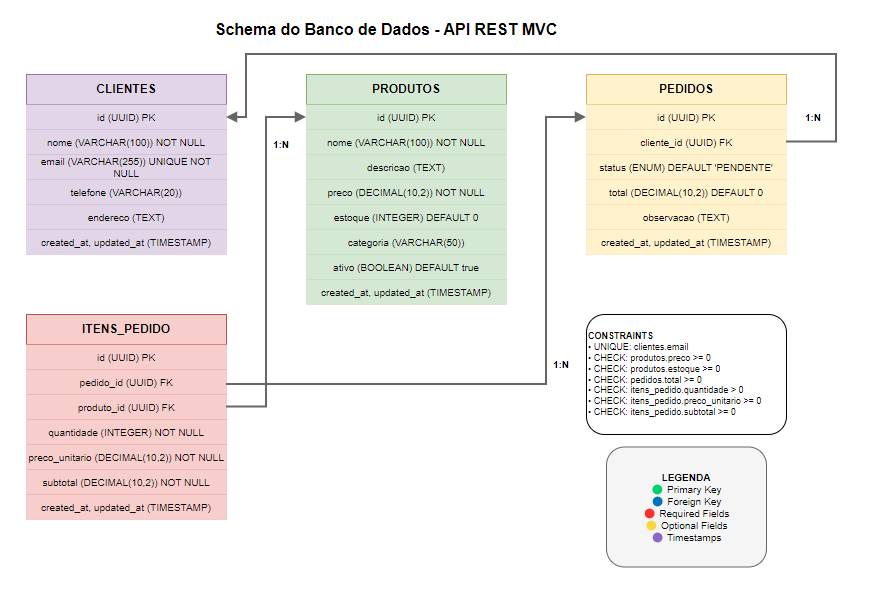 Schema do Banco de Dados - API REST MVC
CLIENTES
id (UUID) PK
nome (VARCHAR(100)) NOT NULL
email (VARCHAR(255)) UNIQUE NOT
NULL
telefone (VARCHAR(20))
endereco (TEXT)
created_at, updated_at (TIMESTAMP)
1:N
PRODUTOS
id (UUID) PK
nome (VARCHAR(100)) NOT NULL
descricao (TEXT)
preco (DECIMAL(10,2)) NOT NULL
estoque (INTEGER) DEFAULT 0
categoria (VARCHAR(50))
ativo (BOOLEAN) DEFAULT true
created_at, updated_at (TIMESTAMP)
PEDIDOS
id (UUID) PK
cliente_id (UUID) FK
status (ENUM) DEFAULT 'PENDENTE'
total (DECIMAL(10,2)) DEFAULT 0
observacao (TEXT)
created_at, updated_at (TIMESTAMP)
1:N
ITENS_PEDIDO
id (UUID) PK
pedido_id (UUID) FK
produto_id (UUID) FK
quantidade (INTEGER) NOT NULL
preco_unitario (DECIMAL(10,2)) NOT NULL
subtotal (DECIMAL(10,2)) NOT NULL
created_at, updated_at (TIMESTAMP)
1:N
CONSTRAINTS
• UNIQUE: clientes.email
• CHECK: produtos.preco >= 0
• CHECK: produtos.estoque >= 0
• CHECK: pedidos.total >= 0
• CHECK: itens_pedido.quantidade > 0
• CHECK: itens_pedido.preco_unitario >= 0
• CHECK: itens_pedido.subtotal >= 0
LEGENDA
Primary Key
Foreign Key
Required Fields
Optional Fields
Timestamps